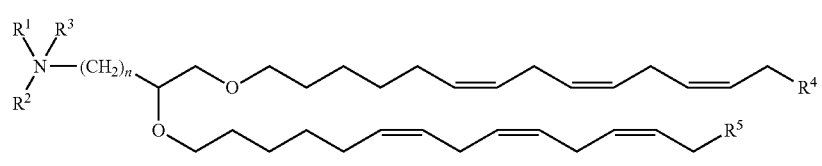 R¹ R³
N (CH₂)ₙ
R² O R⁴
O R⁵